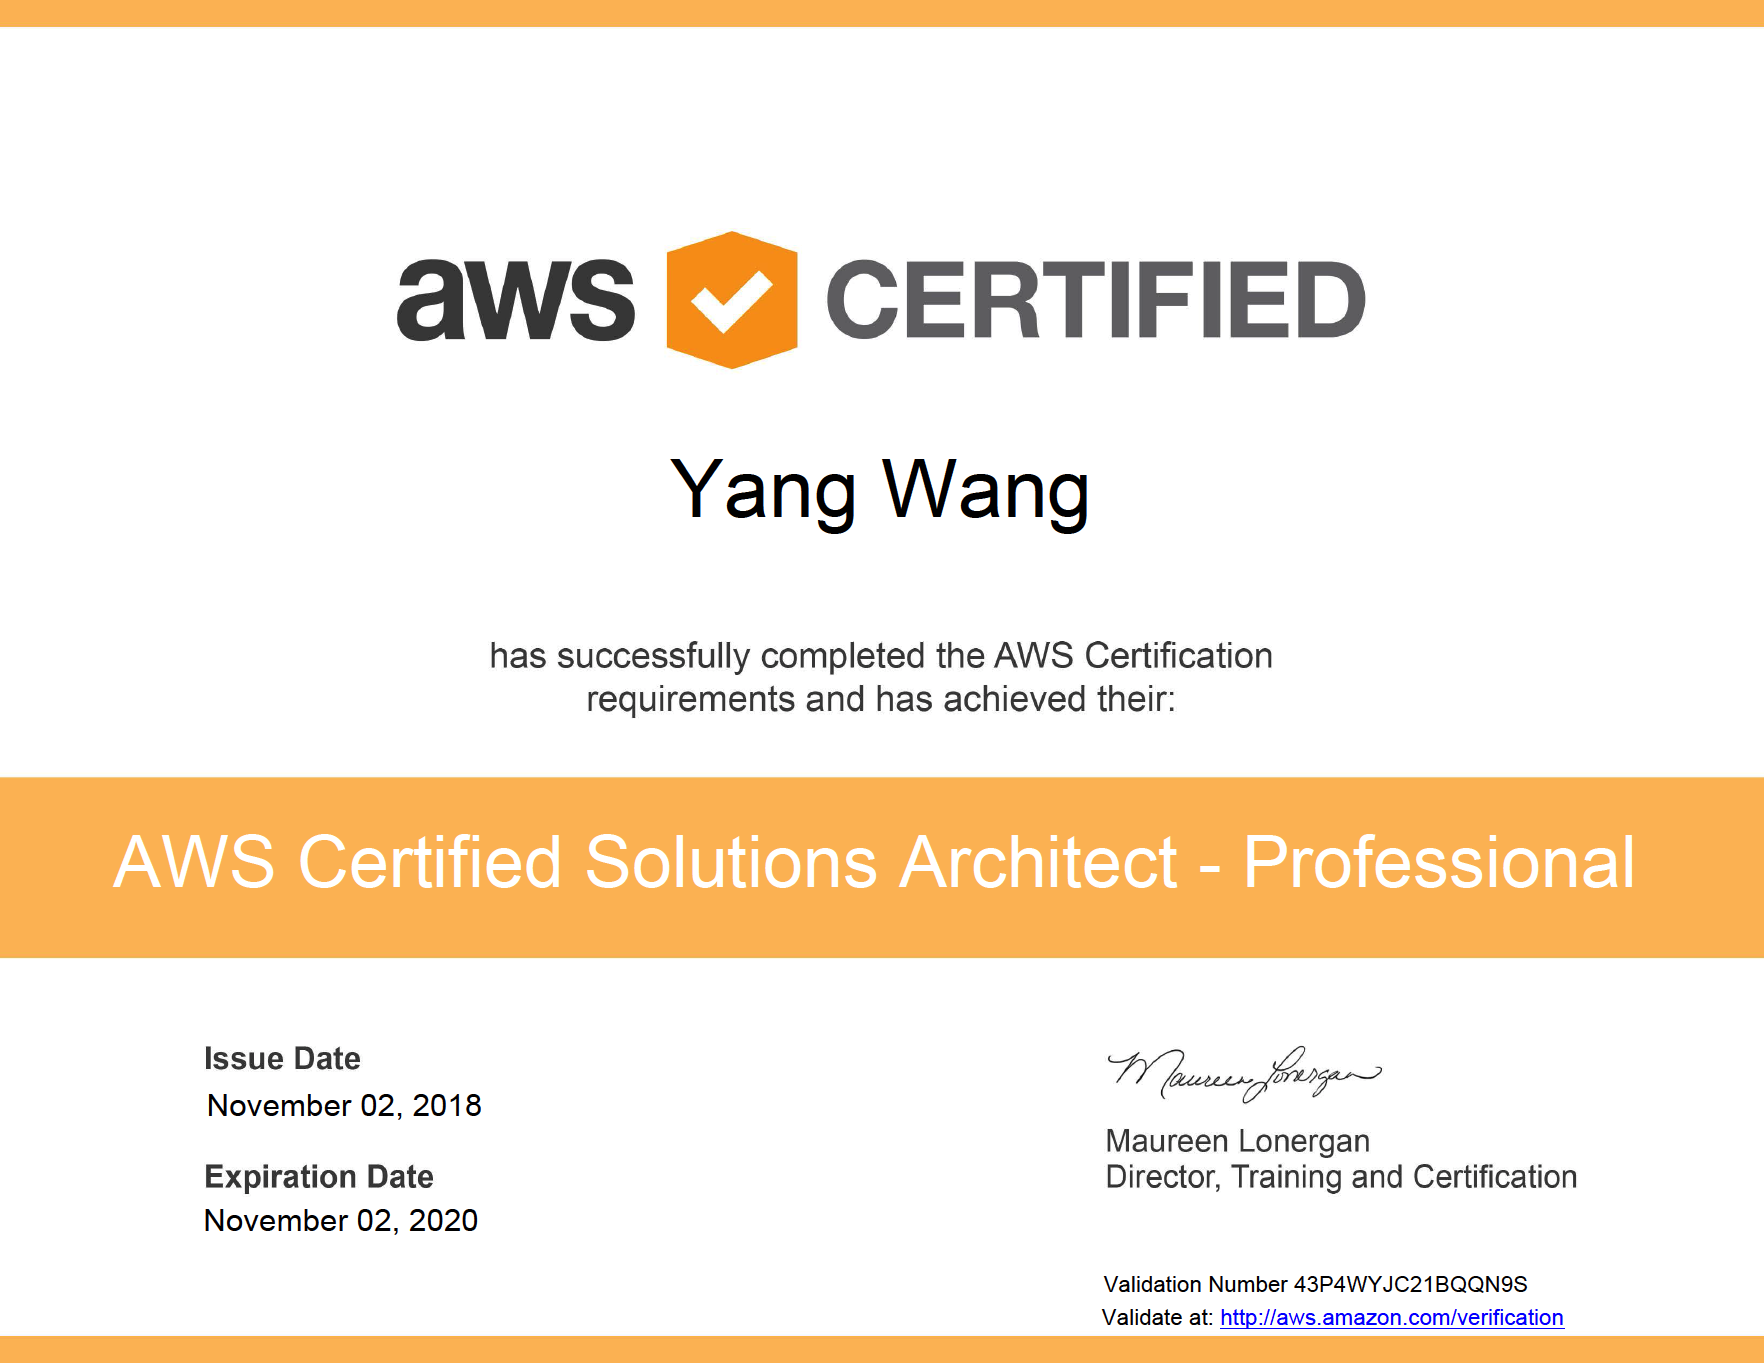 aws CERTIFIED
Yang Wang
has successfully completed the AWS Certification
requirements and has achieved their:
AWS Certified Solutions Architect - Professional
Issue Date
November 02, 2018
Expiration Date
November 02, 2020
Maureen Lonergan
Maureen Lonergan
Director, Training and Certification
Validation Number 43P4WYJC21BQQN9S
Validate at: http://aws.amazon.com/verification